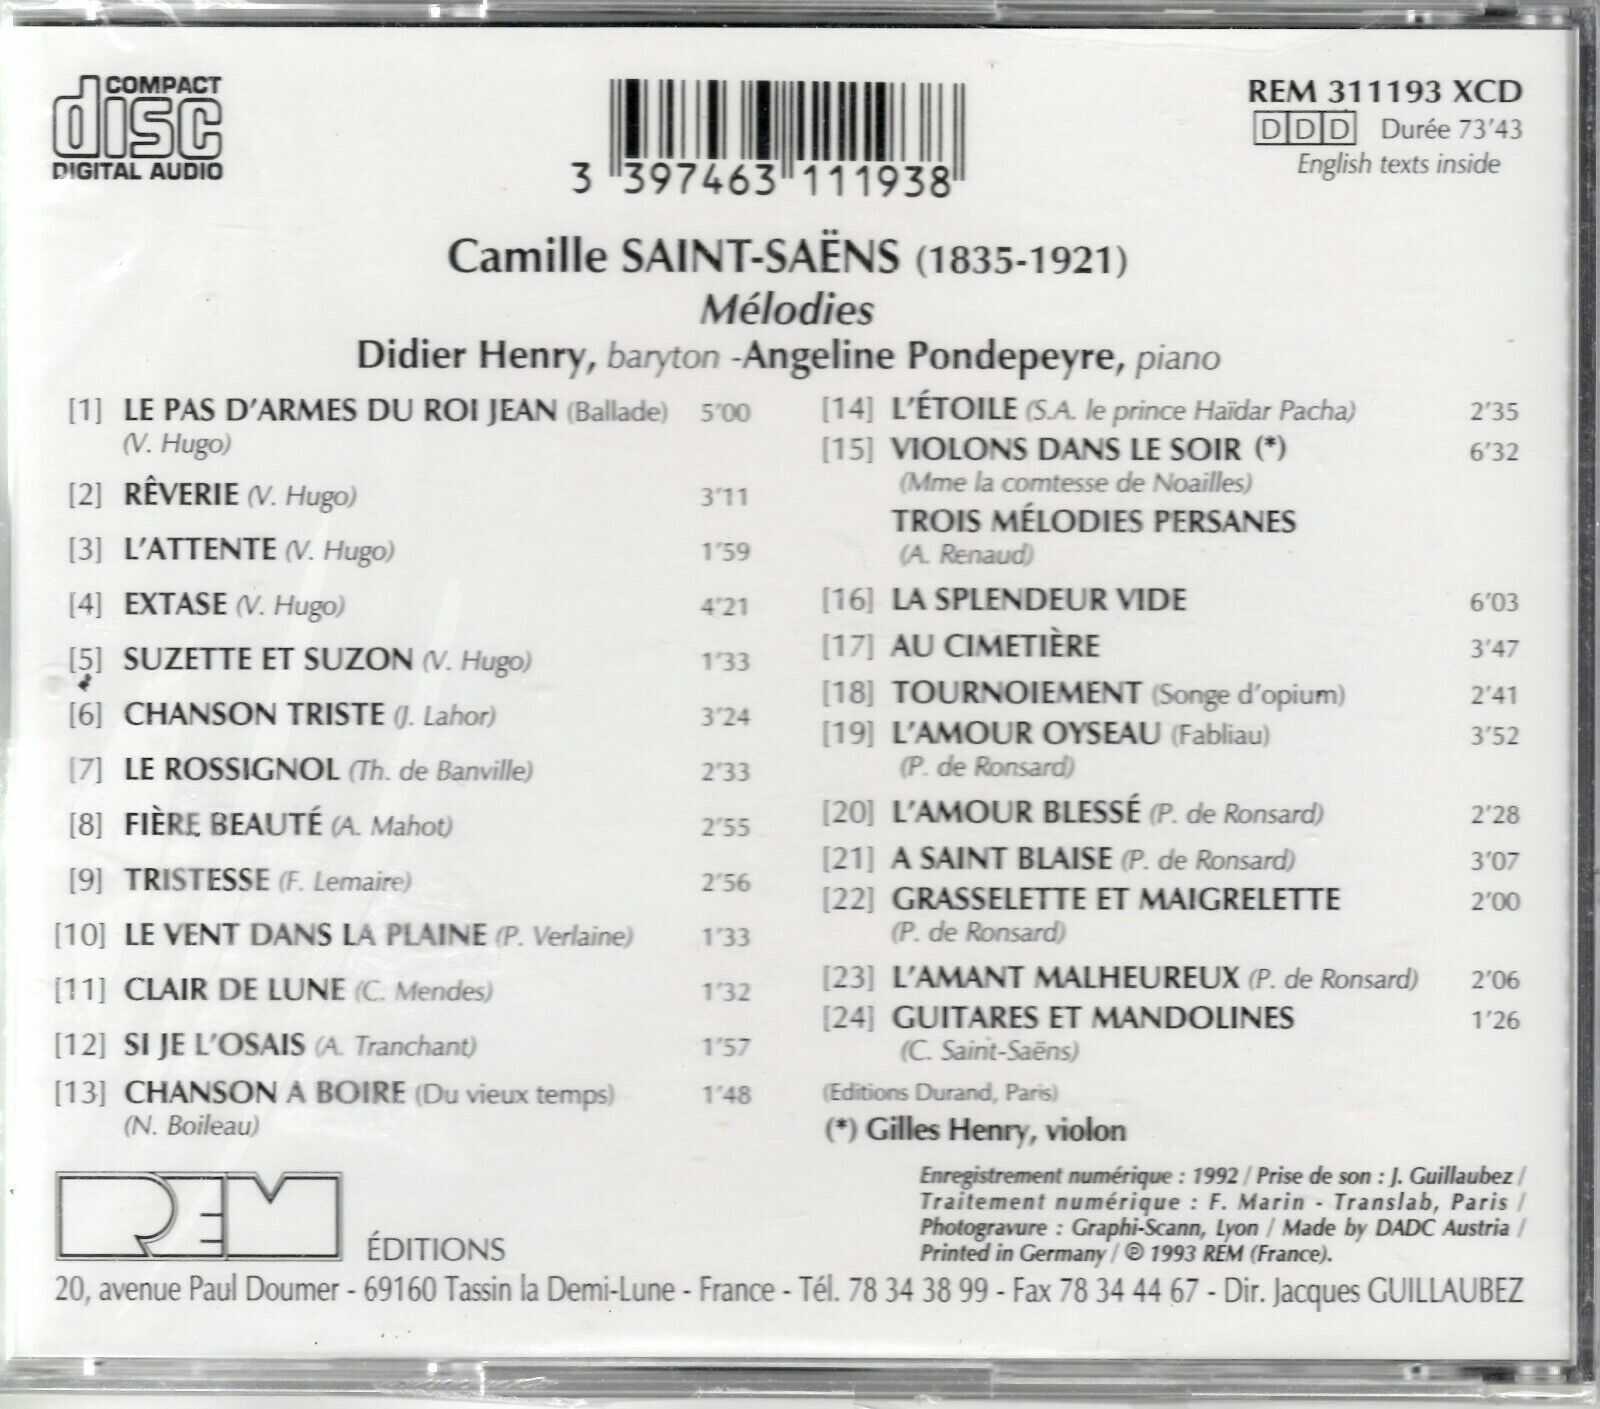 COMPACT
disc
DIGITAL AUDIO
3 397463 111938
REM 311193 XCD
DDD Durée 73'43
English texts inside
Camille SAINT-SAËNS (1835-1921)
Mélodies
Didier Henry, baryton -Angeline Pondepeyre, piano
[1] LE PAS D'ARMES DU ROI JEAN (Ballade) 5'00
(V. Hugo)
[2] RÊVERIE (V. Hugo) 3'11
[3] L'ATTENTE (V. Hugo) 1'59
[4] EXTASE (V. Hugo) 4'21
[5] SUZETTE ET SUZON (V. Hugo) 1'33
[6] CHANSON TRISTE (J. Lahor) 3'24
[7] LE ROSSIGNOL (Th. de Banville) 2'33
[8] FIÈRE BEAUTÉ (A. Mahot) 2'55
[9] TRISTESSE (F. Lemaire) 2'56
[10] LE VENT DANS LA PLAINE (P. Verlaine) 1'33
[11] CLAIR DE LUNE (C. Mendes) 1'32
[12] SI JE L'OSAIS (A. Tranchant) 1'57
[13] CHANSON A BOIRE (Du vieux temps) 1'48
(N. Boileau)
[14] L'ÉTOILE (S.A. le prince Haïdar Pacha) 2'35
[15] VIOLONS DANS LE SOIR (*) 6'32
(Mme la comtesse de Noailles)
TROIS MÉLODIES PERSANES
(A. Renaud)
[16] LA SPLENDEUR VIDE 6'03
[17] AU CIMETIÈRE 3'47
[18] TOURNOIEMENT (Songe d'opium) 2'41
[19] L'AMOUR OYSEAU (Fabliau) 3'52
(P. de Ronsard)
[20] L'AMOUR BLESSÉ (P. de Ronsard) 2'28
[21] A SAINT BLAISE (P. de Ronsard) 3'07
[22] GRASSELETTE ET MAIGRELETTE 2'00
(P. de Ronsard)
[23] L'AMANT MALHEUREUX (P. de Ronsard) 2'06
[24] GUITARES ET MANDOLINES 1'26
(C. Saint-Saëns)
(Editions Durand, Paris)
(*) Gilles Henry, violon
Enregistrement numérique : 1992 / Prise de son : J. Guillaubez /
Traitement numérique : F. Marin - Translab, Paris /
Photogravure : Graphi-Scann, Lyon / Made by DADC Austria /
Printed in Germany / ℗ 1993 REM (France).
REM ÉDITIONS
20, avenue Paul Doumer - 69160 Tassin la Demi-Lune - France - Tél. 78 34 38 99 - Fax 78 34 44 67 - Dir. Jacques GUILLAUBEZ